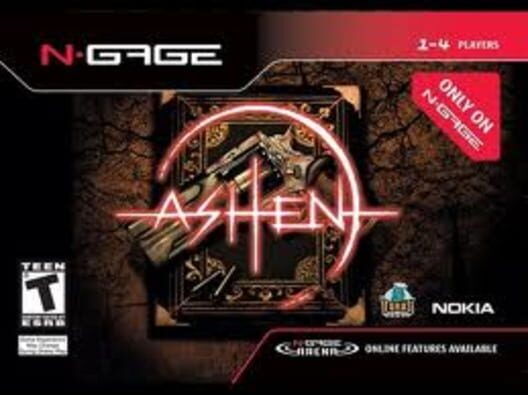 N·GAGE
1-4 PLAYERS
ONLY ON
N·GAGE
ASHEN
TEEN
T
ESRB
NOKIA
N·GAGE
ARENA
ONLINE FEATURES AVAILABLE